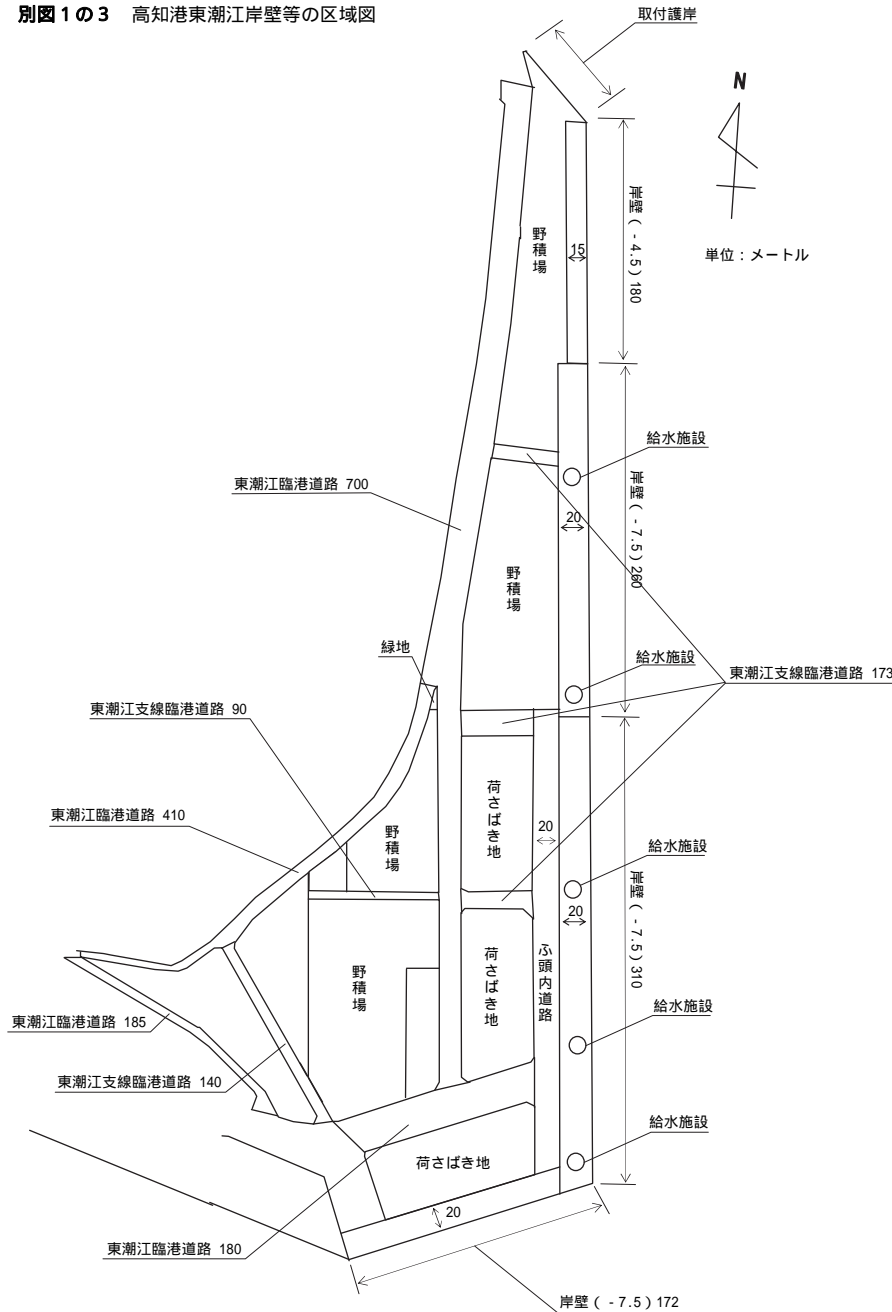 別図1の3 高知港東潮江岸壁等の区域図
取付護岸
N
単位:メートル
岸壁(-4.5)180
野積場
15
給水施設
東潮江臨港道路 700
岸壁(-7.5)260
20
野積場
緑地
給水施設
東潮江支線臨港道路 173
東潮江支線臨港道路 90
荷さばき地
東潮江臨港道路 410
野積場
20
給水施設
岸壁(-7.5)310
20
荷さばき地
ふ頭内道路
野積場
給水施設
東潮江臨港道路 185
東潮江支線臨港道路 140
給水施設
荷さばき地
20
東潮江臨港道路 180
岸壁(-7.5)172